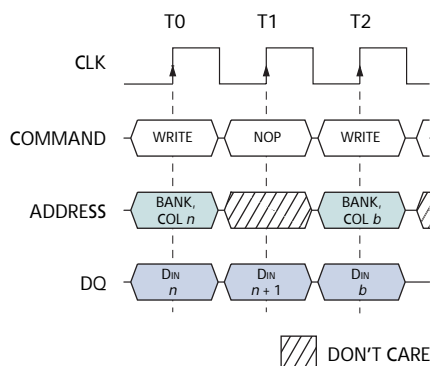 T0 T1 T2
CLK
COMMAND WRITE NOP WRITE
ADDRESS BANK, COL n BANK, COL b
DQ DIN n DIN n + 1 DIN b
DON'T CARE